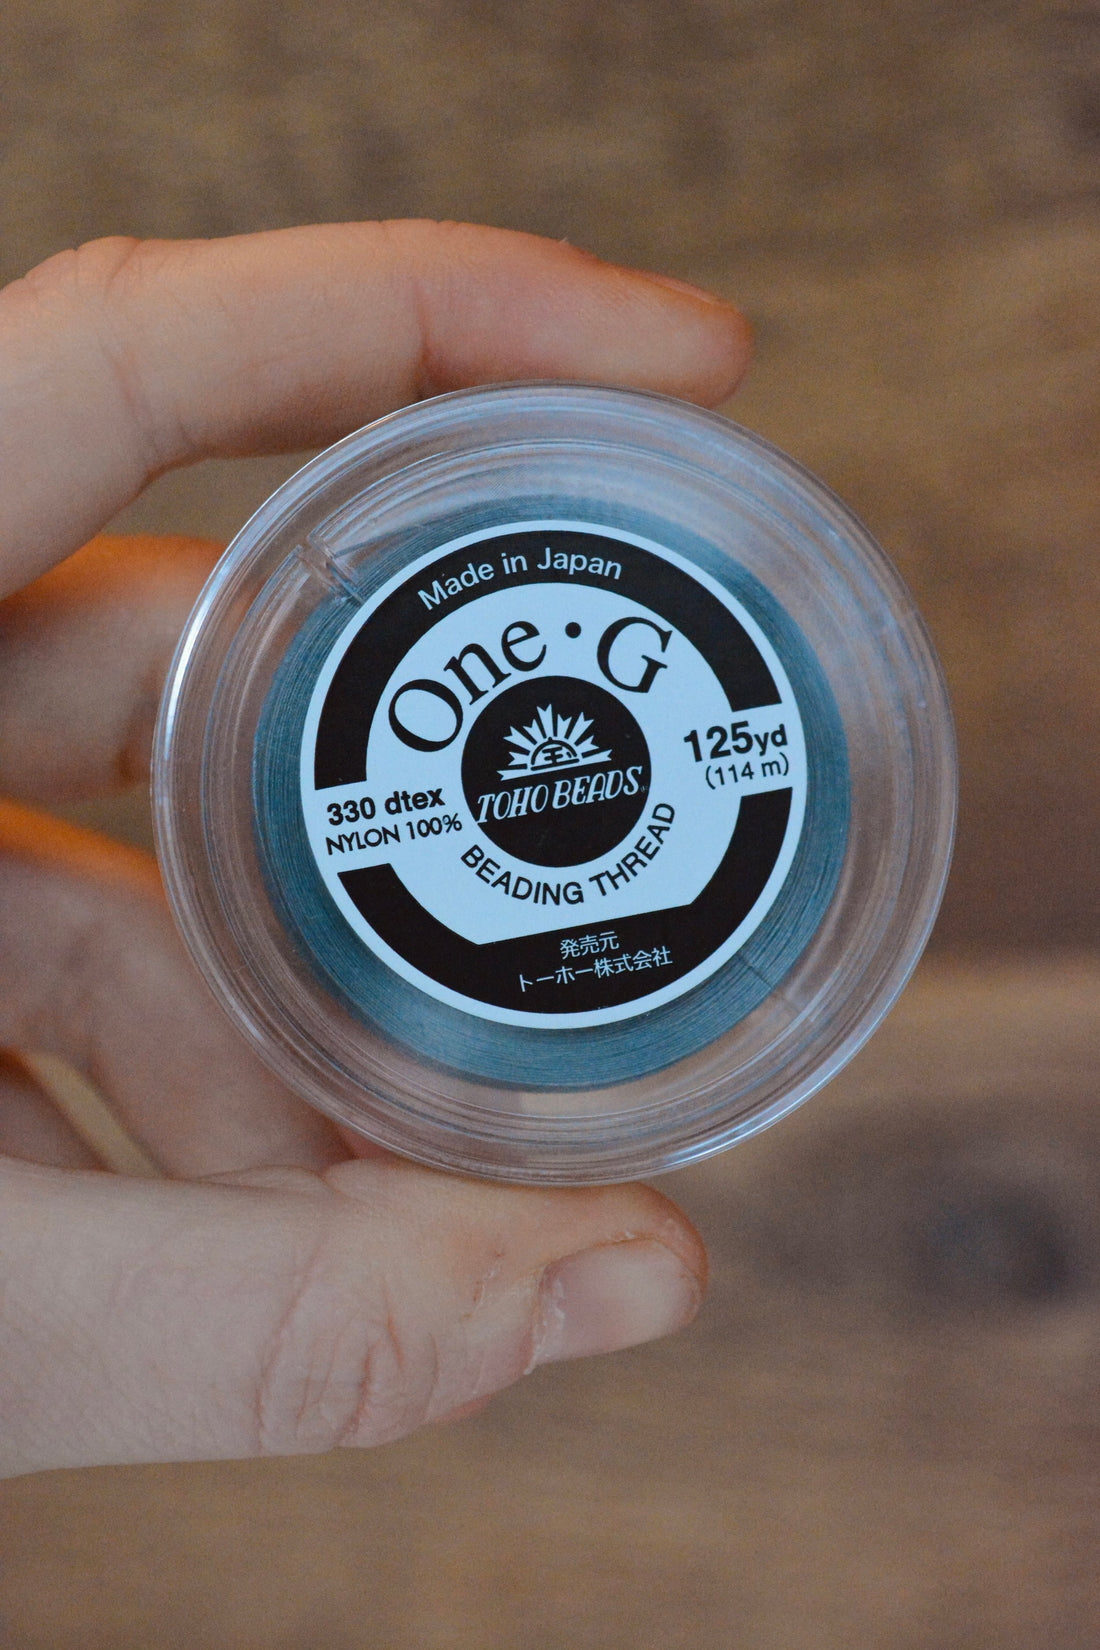 Made in Japan
One・G
玉
TOHO BEADS®
330 dtex
NYLON 100%
125yd
(114 m)
BEADING THREAD
発売元
トーホー株式会社